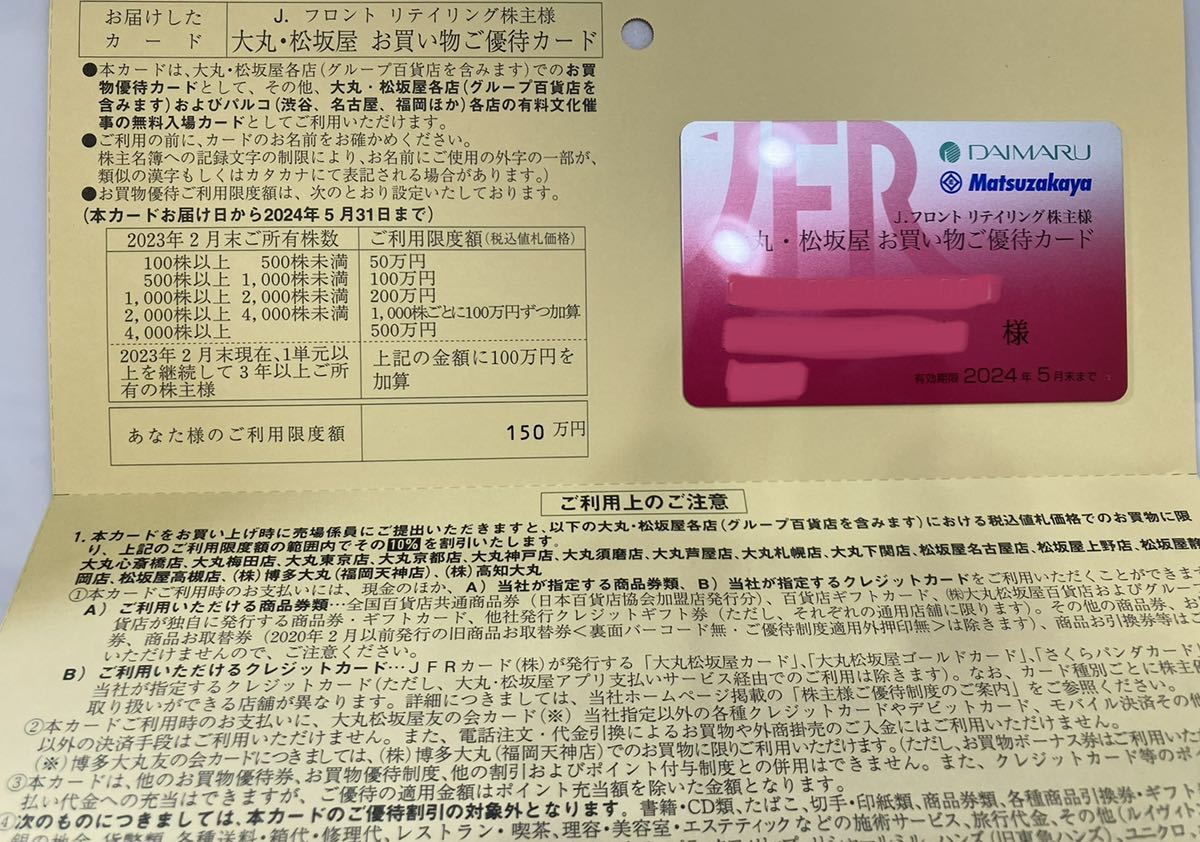 お届けした
カード
J. フロント リテイリング株主様
大丸・松坂屋 お買い物ご優待カード
●本カードは、大丸・松坂屋各店(グループ百貨店を含みます)でのお買
物優待カードとして、その他、大丸・松坂屋各店(グループ百貨店を
含みます)およびパルコ(渋谷、名古屋、福岡ほか)各店の有料文化催
事の無料入場カードとしてご利用いただけます。
●ご利用の前に、カードのお名前をお確かめください。
株主名簿への記録文字の制限により、お名前にご使用の外字の一部が、
類似の漢字もしくはカタカナにて表記される場合があります。)
●お買物優待ご利用限度額は、次のとおり設定いたしております。
(本カードお届け日から2024年5月31日まで)
2023年2月末ご所有株数 ご利用限度額(税込値札価格)
100株以上 500株未満 50万円
500株以上 1,000株未満 100万円
1,000株以上 2,000株未満 200万円
2,000株以上 4,000株未満 1,000株ごとに100万円ずつ加算
4,000株以上 500万円
2023年2月末現在、1単元以
上を継続して3年以上ご所
有の株主様
上記の金額に100万円を
加算
あなた様のご利用限度額 150万円
JFR
DAIMARU
Matsuzakaya
J.フロント リテイリング株主様
丸・松坂屋 お買い物ご優待カード
様
有効期限 2024年5月末まで
ご利用上のご注意
1. 本カードをお買い上げ時に売場係員にご提出いただきますと、以下の大丸・松坂屋各店(グループ百貨店を含みます)における税込値札価格でのお買物に限
り、上記のご利用限度額の範囲内でその10%を割引いたします。
大丸心斎橋店、大丸梅田店、大丸東京店、大丸京都店、大丸神戸店、大丸須磨店、大丸芦屋店、大丸札幌店、大丸下関店、松坂屋名古屋店、松坂屋上野店、松坂屋静
岡店、松坂屋高槻店、(株)博多大丸(福岡天神店)、(株)高知大丸
①本カードご利用時のお支払いには、現金のほか、A)当社が指定する商品券類、B)当社が指定するクレジットカードをご利用いただくことができます
A)ご利用いただける商品券類…全国百貨店共通商品券(日本百貨店協会加盟店発行分)、百貨店ギフトカード、㈱大丸松坂屋百貨店およびグループ
貨店が独自に発行する商品券・ギフトカード、他社発行クレジットギフト券(ただし、それぞれの通用店舗に限ります)。その他の商品券、お
券、商品お取替券(2020年2月以前発行の旧商品お取替券<裏面バーコード無・ご優待制度適用外押印無>は除きます)、商品お引換券等はご
いただけませんので、ご注意ください。
B)ご利用いただけるクレジットカード…JFRカード(株)が発行する「大丸松坂屋カード」、「大丸松坂屋ゴールドカード」、「さくらパンダカード」
当社が指定するクレジットカード(ただし、大丸・松坂屋アプリ支払いサービス経由でのご利用は除きます)。なお、カード種別ごとに株主
取り扱いができる店舗が異なります。詳細につきましては、当社ホームページ掲載の「株主様ご優待制度のご案内」をご参照ください。
②本カードご利用時のお支払いに、大丸松坂屋友の会カード(※)当社指定以外の各種クレジットカードやデビットカード、モバイル決済その
以外の決済手段はご利用いただけません。また、電話注文・代金引換によるお買物や外商掛売のご入金にはご利用いただけません。
(※)博多大丸友の会カードにつきましては、(株)博多大丸(福岡天神店)でのお買物に限りご利用いただけます。(ただし、お買物ボーナス券はご利用いた
③本カードは、他のお買物優待券、お買物優待制度、他の割引およびポイント付与制度との併用はできません。また、クレジットカード等のポ
払い代金への充当はできますが、ご優待の適用金額はポイント充当額を除いた金額となります。
④次のものにつきましては、本カードのご優待割引の対象外となります。書籍・CD類、たばこ、切手・印紙類、商品券類、各種商品引換券・ギフト
銀の地金、貨幣類、各種送料・箱代・修理代、レストラン・喫茶、理容・美容室・エステティックなどの施術サービス、旅行代金、その他(ルイヴィト